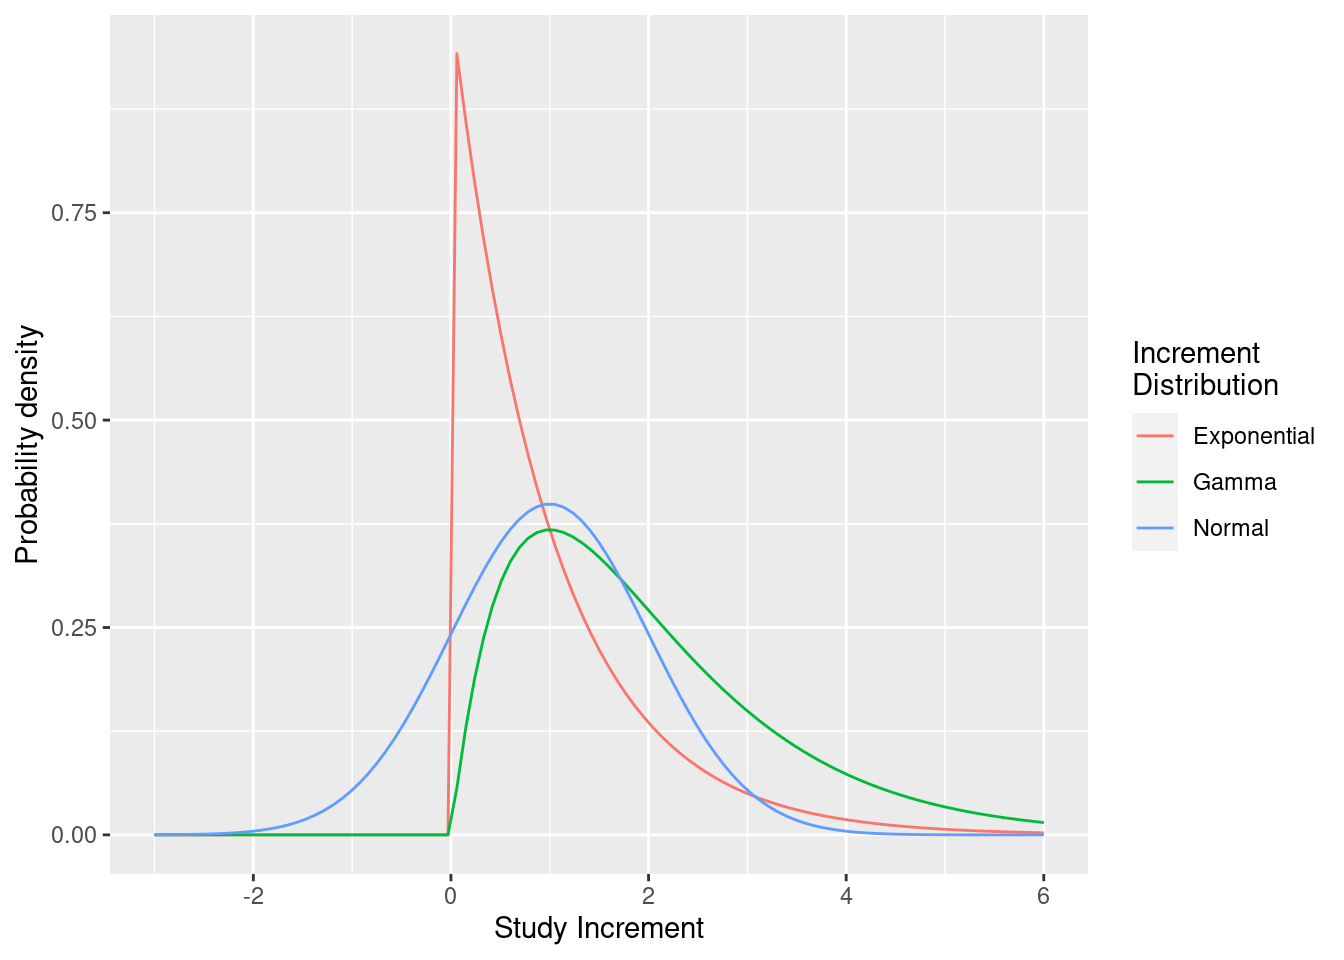 0.75
0.50
0.25
0.00
-2
0
2
4
6
Study Increment
Probability density
Increment
Distribution
Exponential
Gamma
Normal